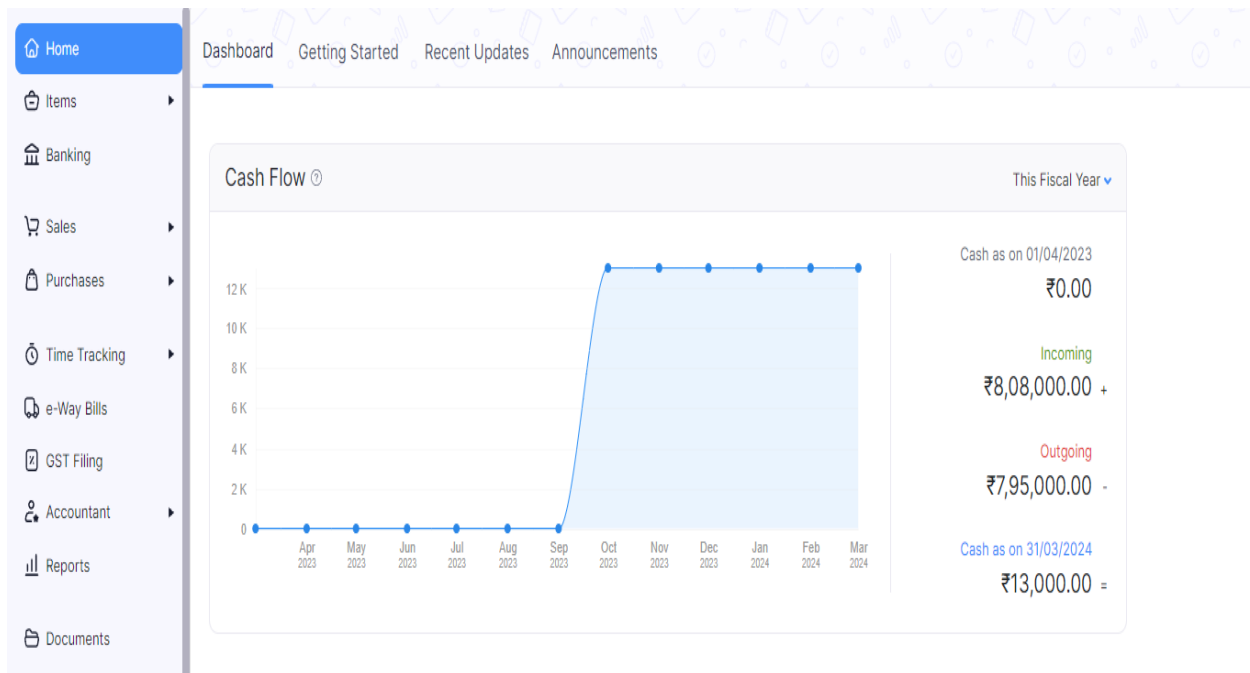 Home
Items
Banking
Sales
Purchases
Time Tracking
e-Way Bills
GST Filing
Accountant
Reports
Documents
Dashboard Getting Started Recent Updates Announcements
Cash Flow
This Fiscal Year
12 K
10 K
8 K
6 K
4 K
2 K
0
Apr May Jun Jul Aug Sep Oct Nov Dec Jan Feb Mar
2023 2023 2023 2023 2023 2023 2023 2023 2023 2024 2024 2024
Cash as on 01/04/2023
₹0.00
Incoming
₹8,08,000.00 +
Outgoing
₹7,95,000.00 -
Cash as on 31/03/2024
₹13,000.00 =